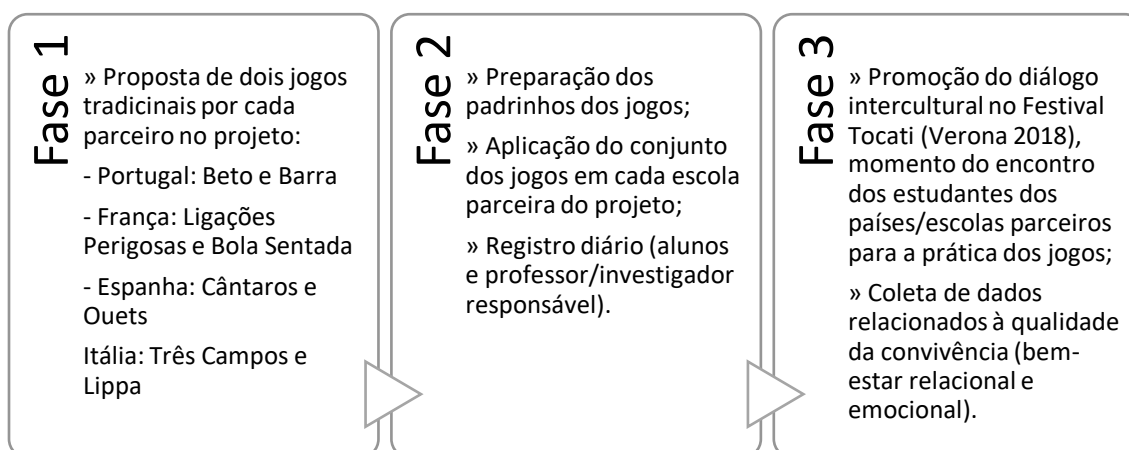 Fase 1
» Proposta de dois jogos
tradicinais por cada
parceiro no projeto:
- Portugal: Beto e Barra
- França: Ligações
Perigosas e Bola Sentada
- Espanha: Cântaros e
Ouets
Itália: Três Campos e
Lippa
Fase 2
» Preparação dos
padrinhos dos jogos;
» Aplicação do conjunto
dos jogos em cada escola
parceira do projeto;
» Registro diário (alunos
e professor/investigador
responsável).
Fase 3
» Promoção do diálogo
intercultural no Festival
Tocati (Verona 2018),
momento do encontro
dos estudantes dos
países/escolas parceiros
para a prática dos jogos;
» Coleta de dados
relacionados à qualidade
da convivência (bem-
estar relacional e
emocional).